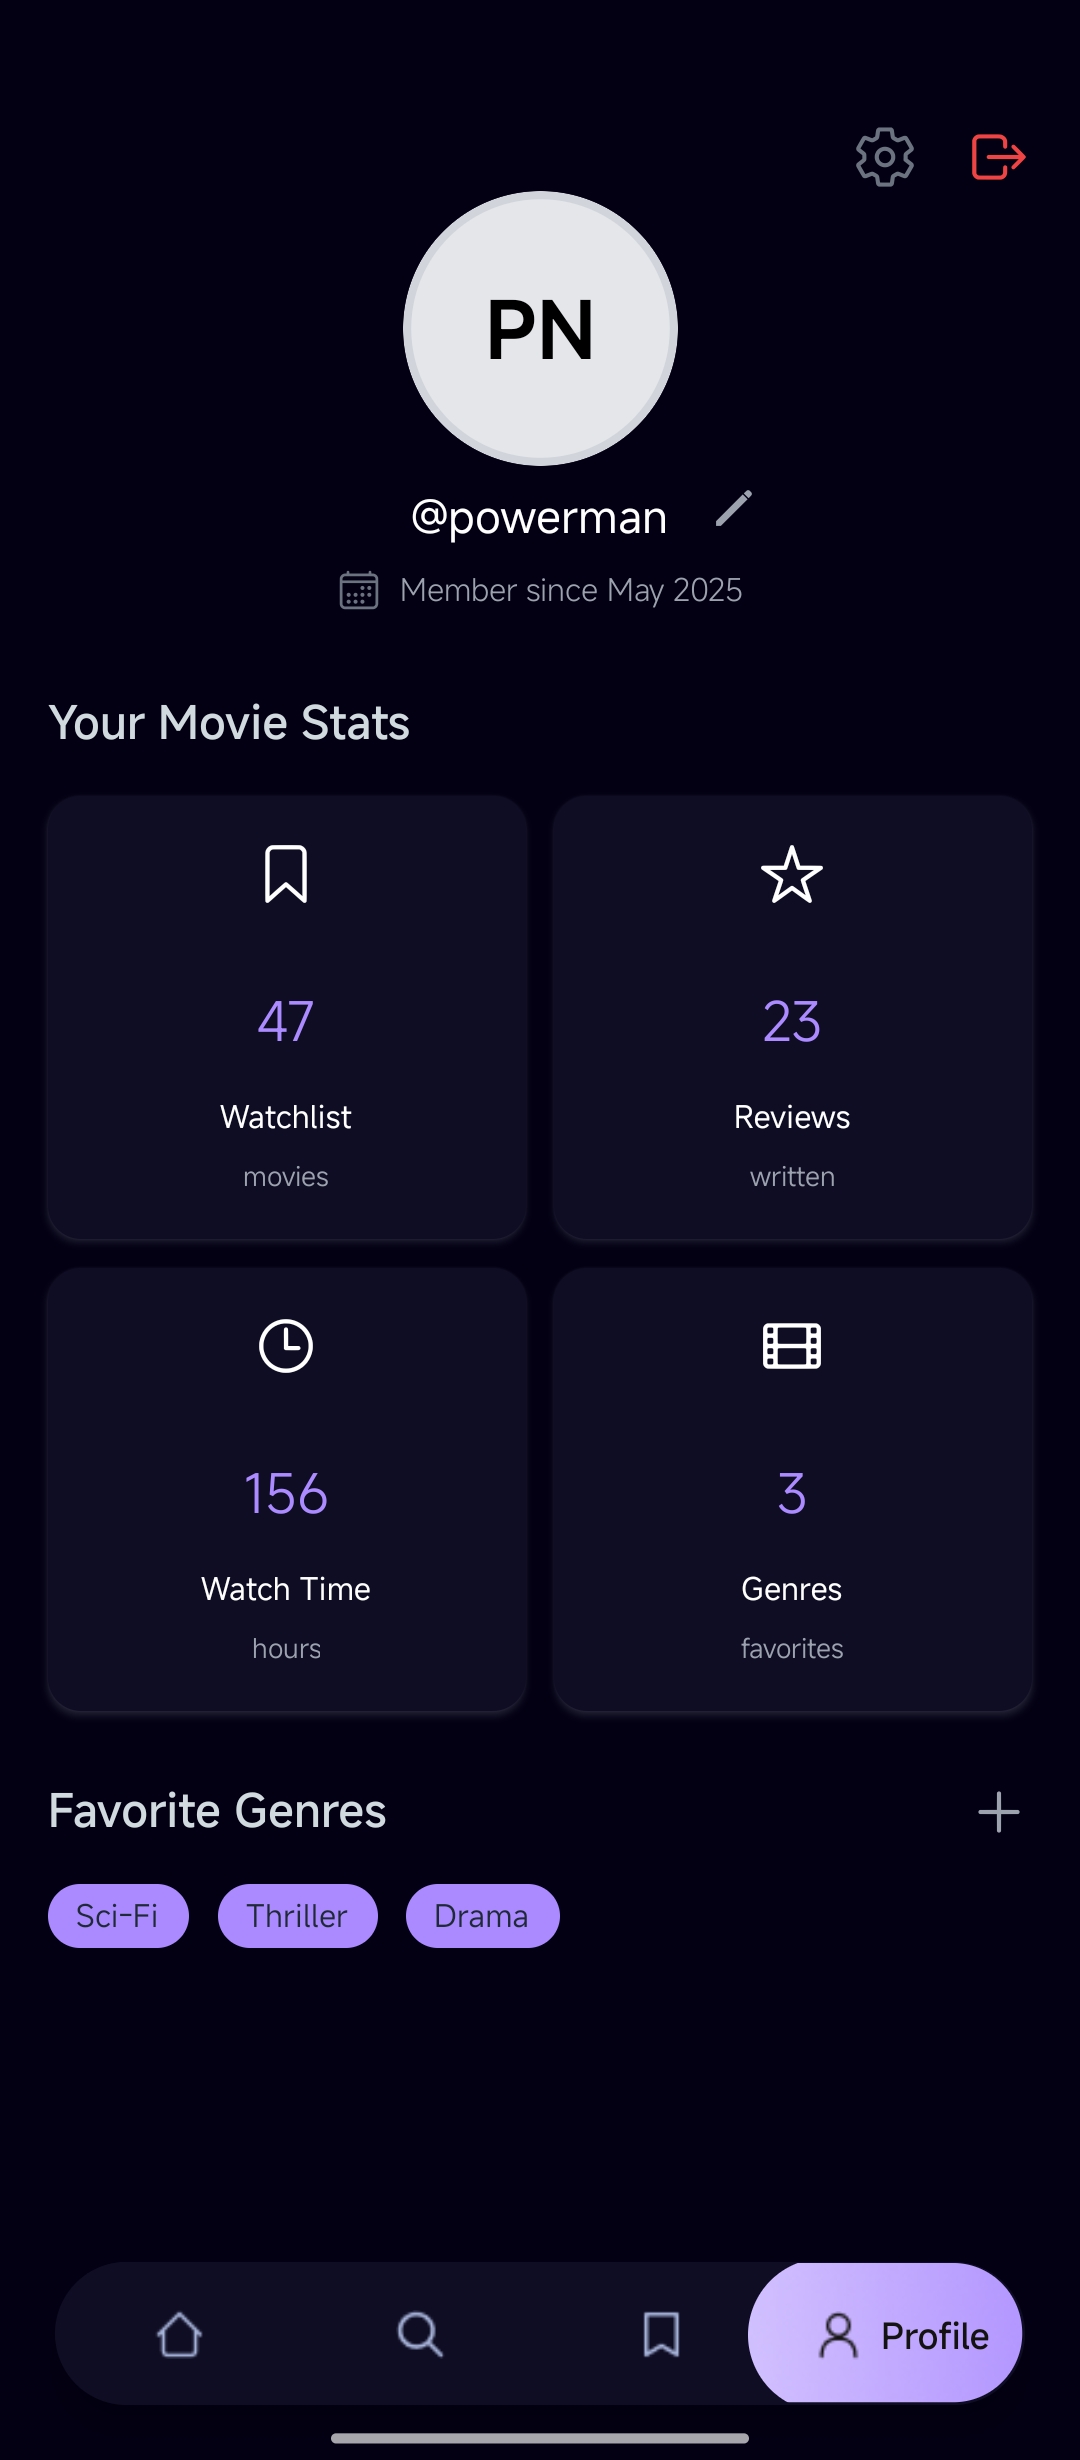 PN
@powerman
Member since May 2025
Your Movie Stats
47
Watchlist
movies
23
Reviews
written
156
Watch Time
hours
3
Genres
favorites
Favorite Genres
Sci-Fi
Thriller
Drama
Profile